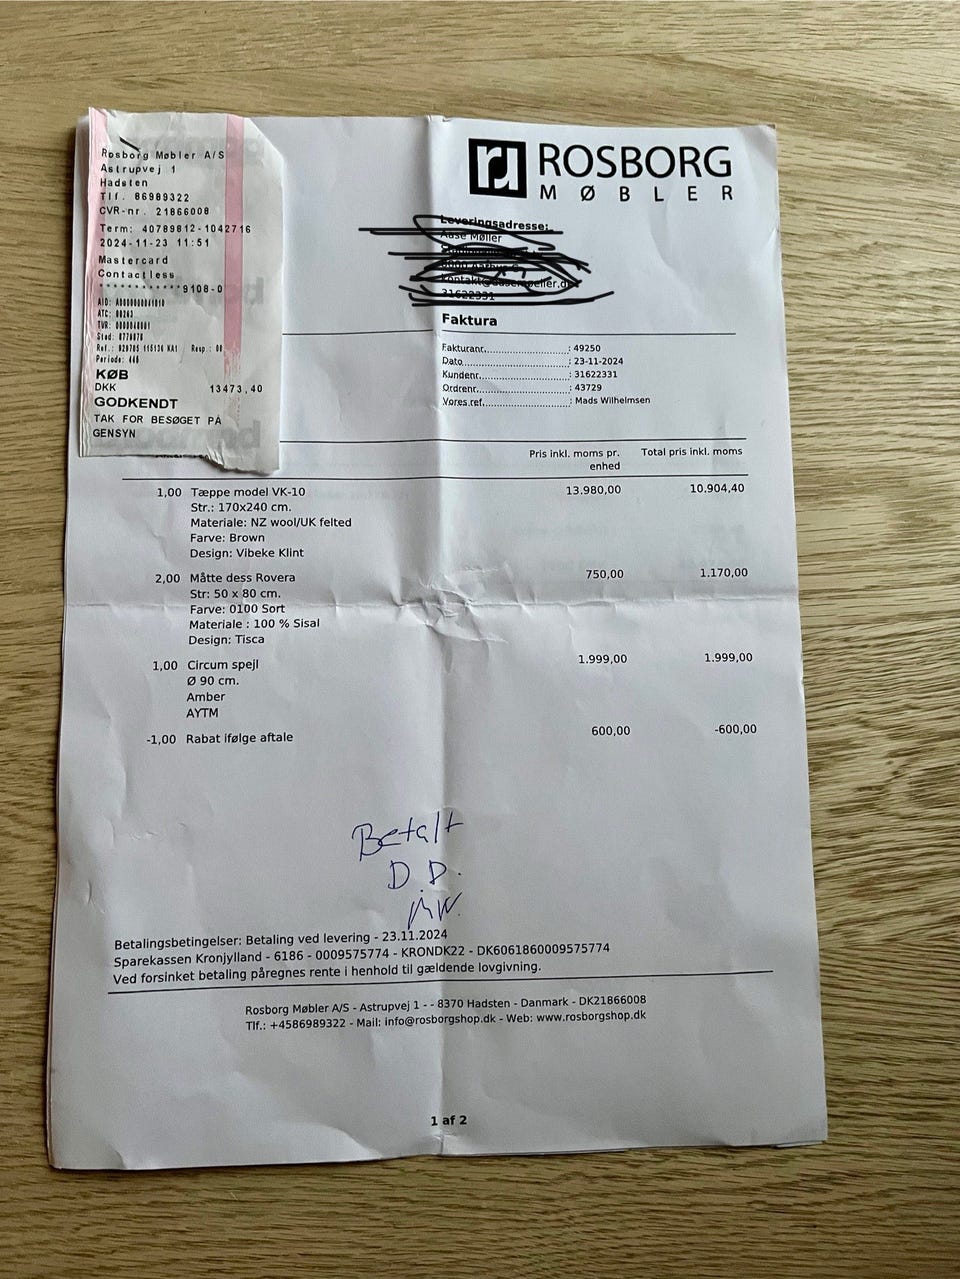 Rosborg Møbler A/S
Astrupvej 1
Hadsten
Tlf. 86989322
CVR-nr. 21866008
Term: 40789812-1042716
2024-11-23 11:51
Mastercard
Contactless
************9108-0
AID: A0000000041010
KØB
DKK 13473,40
GODKENDT
TAK FOR BESØGET PÅ
GENSYN
ROSBORG
MØBLER
Leveringsadresse:
Faktura
Fakturanr. : 49250
Dato : 23-11-2024
Kundenr. : 31622331
Ordrenr. : 43729
Vores ref. : Mads Wilhelmsen
Pris inkl. moms pr. enhed Total pris inkl. moms
1,00 Tæppe model VK-10 13.980,00 10.904,40
Str.: 170x240 cm.
Materiale: NZ wool/UK felted
Farve: Brown
Design: Vibeke Klint
2,00 Måtte dess Rovera 750,00 1.170,00
Str: 50 x 80 cm.
Farve: 0100 Sort
Materiale : 100 % Sisal
Design: Tisca
1,00 Circum spejl 1.999,00 1.999,00
Ø 90 cm.
Amber
AYTM
-1,00 Rabat ifølge aftale 600,00 -600,00
Betalt
D.D.
MW.
Betalingsbetingelser: Betaling ved levering - 23.11.2024
Sparekassen Kronjylland - 6186 - 0009575774 - KRONDK22 - DK6061860009575774
Ved forsinket betaling påregnes rente i henhold til gældende lovgivning.
Rosborg Møbler A/S - Astrupvej 1 - - 8370 Hadsten - Danmark - DK21866008
Tlf.: +4586989322 - Mail: info@rosborgshop.dk - Web: www.rosborgshop.dk
1 af 2